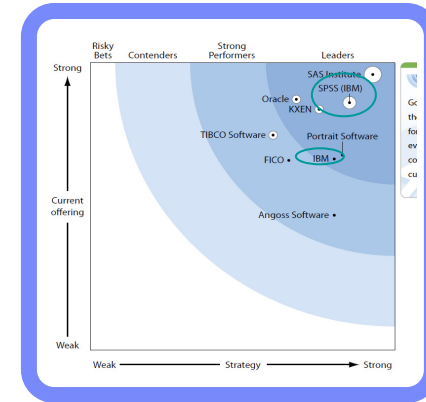 Risky
Bets
Contenders
Strong
Performers
Leaders
Strong
SAS Institute
SPSS (IBM)
Oracle
KXEN
TIBCO Software
Portrait Software
FICO
IBM
Current
offering
Angoss Software
Weak
Weak
Strategy
Strong